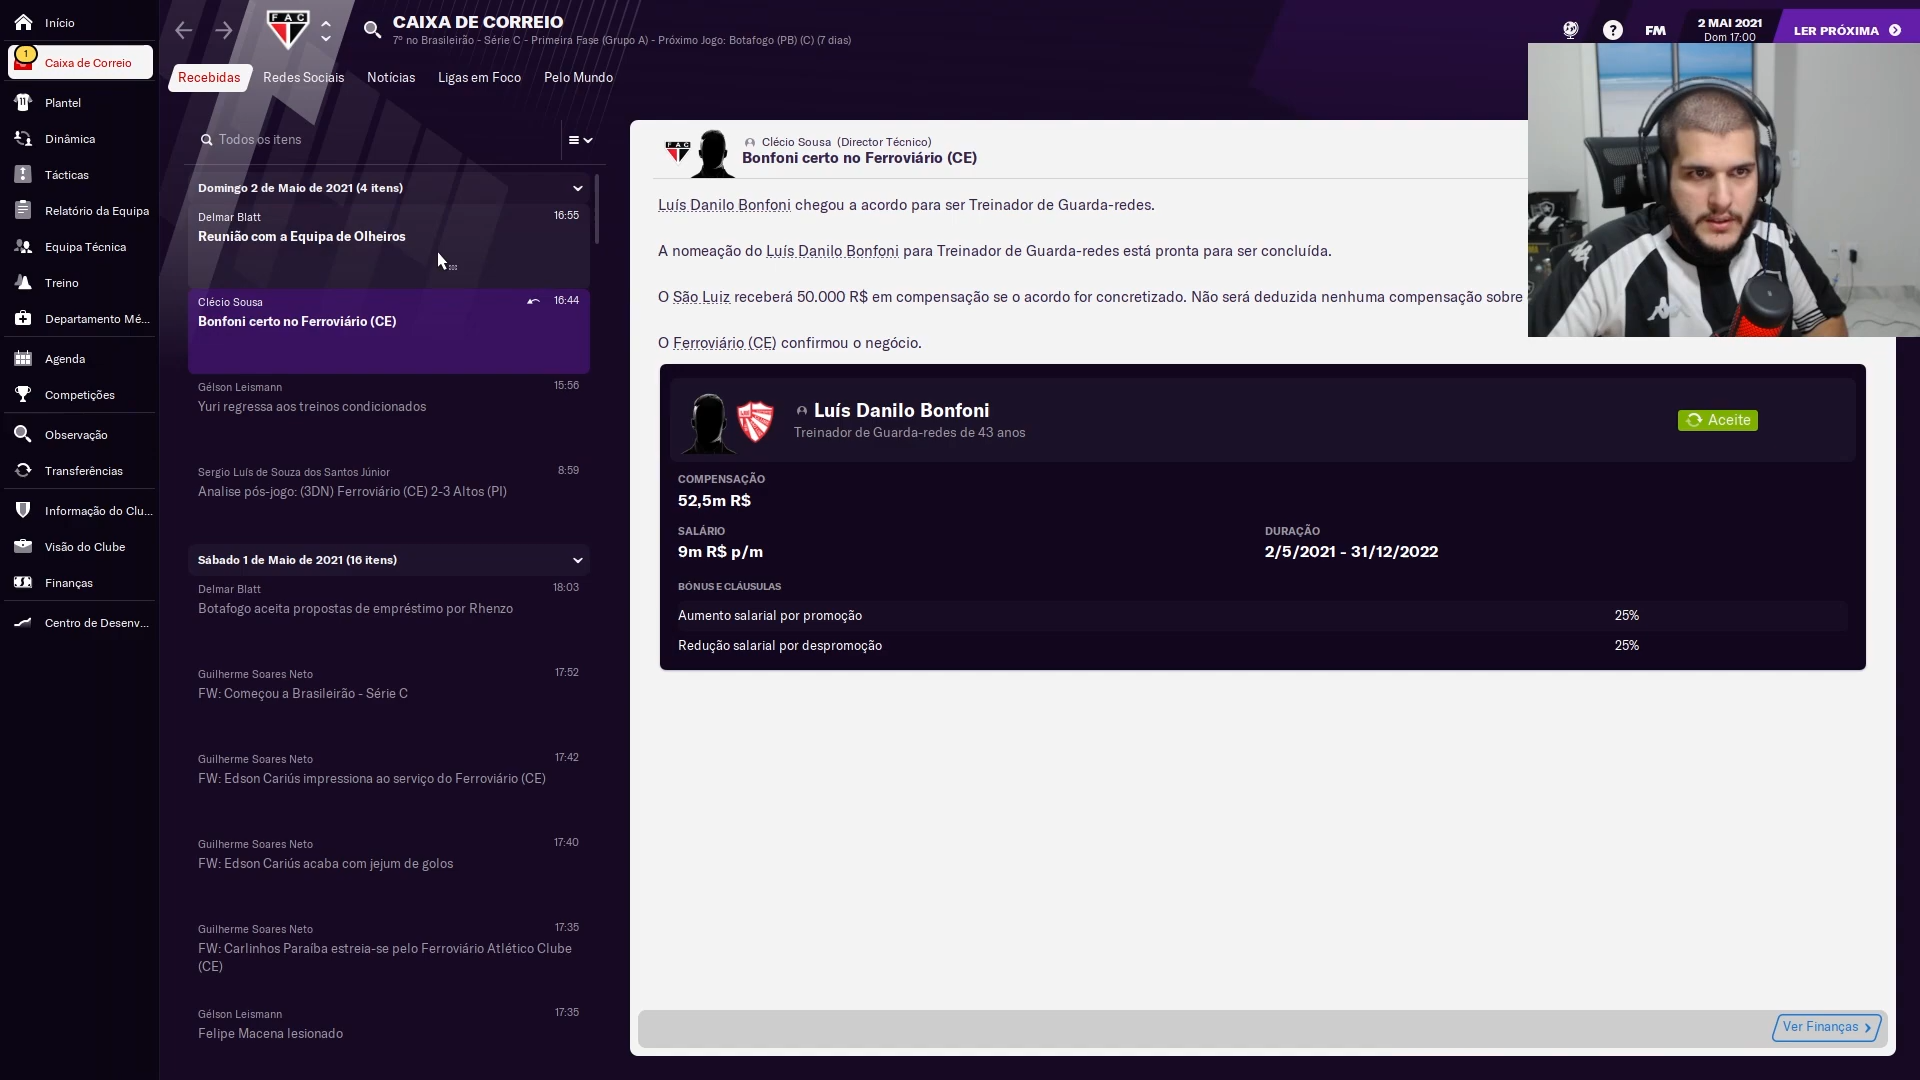 Início
1
Caixa de Correio
Plantel
Dinâmica
Tácticas
Relatório da Equipa
Equipa Técnica
Treino
Departamento Mé...
Agenda
Competições
Observação
Transferências
Informação do Clu...
Visão do Clube
Finanças
Centro de Desenv...
FAC
CAIXA DE CORREIO
7º no Brasileirão - Série C - Primeira Fase (Grupo A) - Próximo Jogo: Botafogo (PB) (C) (7 dias)
?
FM
2 MAI 2021
Dom 17:00
LER PRÓXIMA
Recebidas
Redes Sociais
Notícias
Ligas em Foco
Pelo Mundo
Todos os itens
Domingo 2 de Maio de 2021 (4 itens)
Delmar Blatt 16:55
Reunião com a Equipa de Olheiros
Clécio Sousa 16:44
Bonfoni certo no Ferroviário (CE)
Gélson Leismann 15:56
Yuri regressa aos treinos condicionados
Sergio Luís de Souza dos Santos Júnior 8:59
Analise pós-jogo: (3DN) Ferroviário (CE) 2-3 Altos (PI)
Sábado 1 de Maio de 2021 (16 itens)
Delmar Blatt 18:03
Botafogo aceita propostas de empréstimo por Rhenzo
Guilherme Soares Neto 17:52
FW: Começou a Brasileirão - Série C
Guilherme Soares Neto 17:42
FW: Edson Cariús impressiona ao serviço do Ferroviário (CE)
Guilherme Soares Neto 17:40
FW: Edson Cariús acaba com jejum de golos
Guilherme Soares Neto 17:35
FW: Carlinhos Paraíba estreia-se pelo Ferroviário Atlético Clube
(CE)
Gélson Leismann 17:35
Felipe Macena lesionado
FAC
Clécio Sousa (Director Técnico)
Bonfoni certo no Ferroviário (CE)
Luís Danilo Bonfoni chegou a acordo para ser Treinador de Guarda-redes.
A nomeação do Luís Danilo Bonfoni para Treinador de Guarda-redes está pronta para ser concluída.
O São Luiz receberá 50.000 R$ em compensação se o acordo for concretizado. Não será deduzida nenhuma compensação sobre
O Ferroviário (CE) confirmou o negócio.
Luís Danilo Bonfoni
Treinador de Guarda-redes de 43 anos
Aceite
COMPENSAÇÃO
52,5m R$
SALÁRIO
9m R$ p/m
DURAÇÃO
2/5/2021 - 31/12/2022
BÓNUS E CLÁUSULAS
Aumento salarial por promoção 25%
Redução salarial por despromoção 25%
Ver Finanças